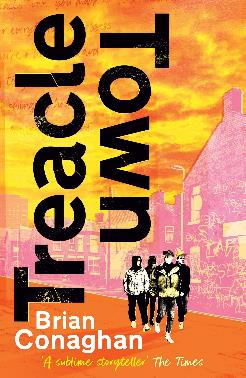 Treacle
Town
Brian
Conaghan
'A sublime storyteller' The Times